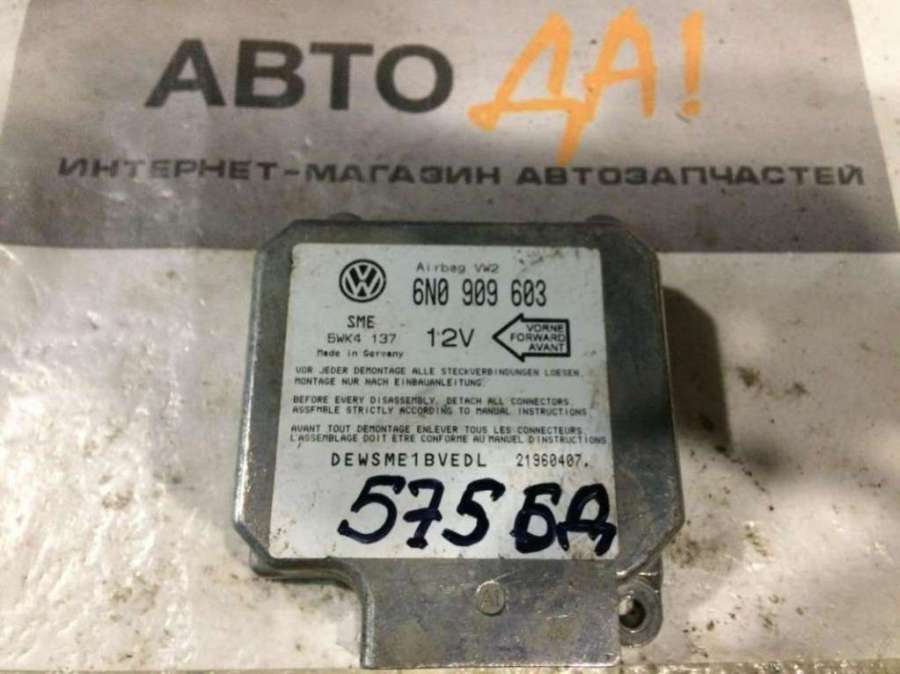 АВТО ДА!
ИНТЕРНЕТ-МАГАЗИН АВТОЗАПЧАСТЕЙ
Airbag VW2
6N0 909 603
SME
5WK4 137
12V
Made in Germany
VORNE
FORWARD
AVANT
VOR JEDER DEMONTAGE ALLE STECKVERBINDUNGEN LOESEN.
MONTAGE NUR NACH EINBAUANLEITUNG.
BEFORE EVERY DISASSEMBLY, DETACH ALL CONNECTORS.
ASSEMBLE STRICTLY ACCORDING TO MANUAL INSTRUCTIONS
AVANT TOUT DEMONTAGE ENLEVER TOUS LES CONNECTEURS.
L'ASSEMBLAGE DOIT ETRE CONFORME AU MANUEL D'INSTRUCTIONS
DEWSME1BVEDL 21960407.
575 БД